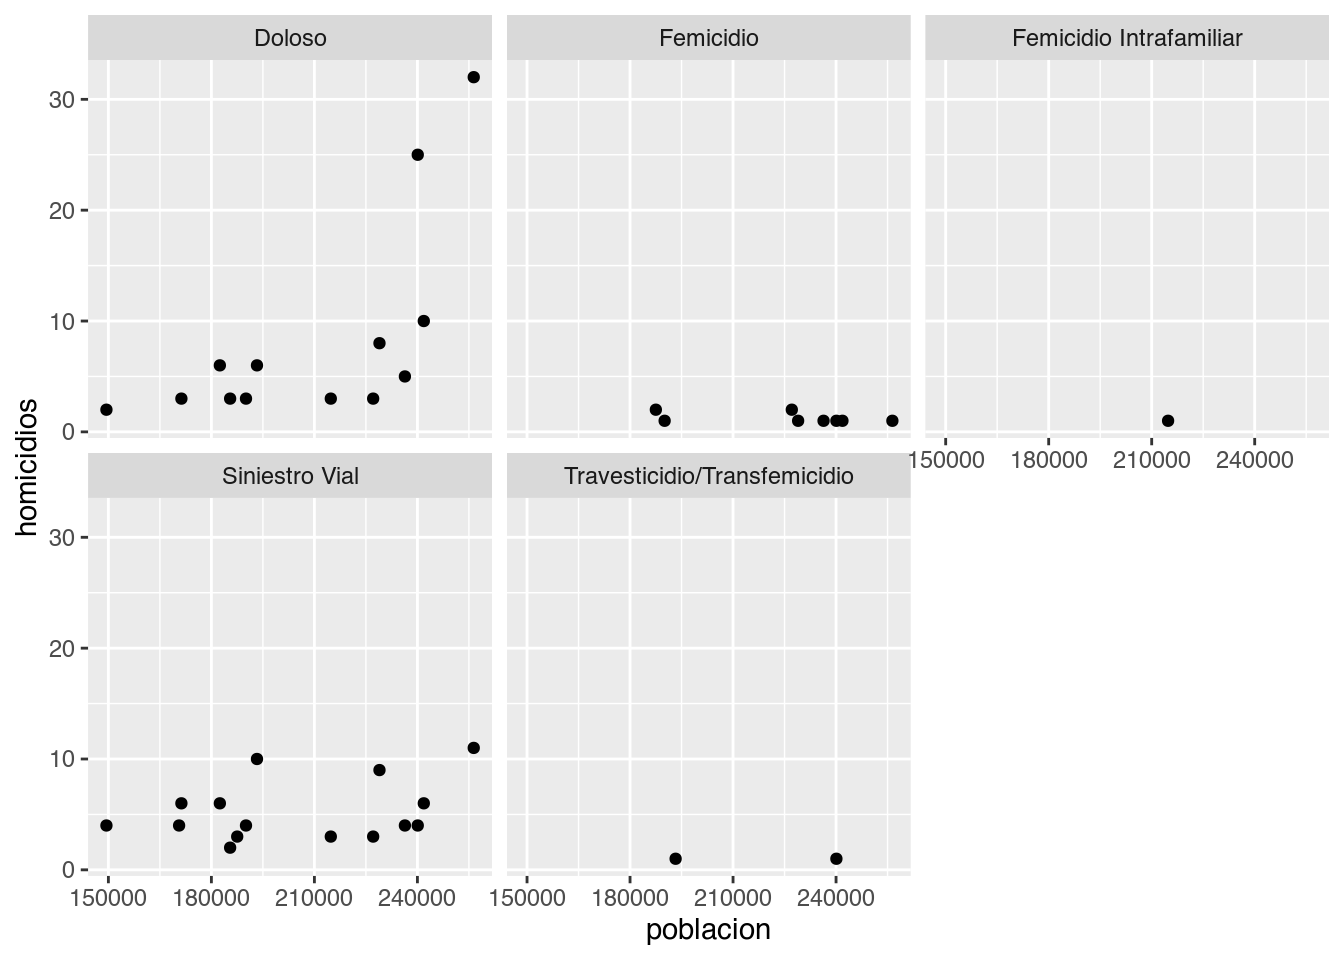 Doloso
Femicidio
Femicidio Intrafamiliar
30
20
10
0
150000 180000 210000 240000
homicidios
Siniestro Vial
Travesticidio/Transfemicidio
30
20
10
0
150000 180000 210000 240000
150000 180000 210000 240000
poblacion